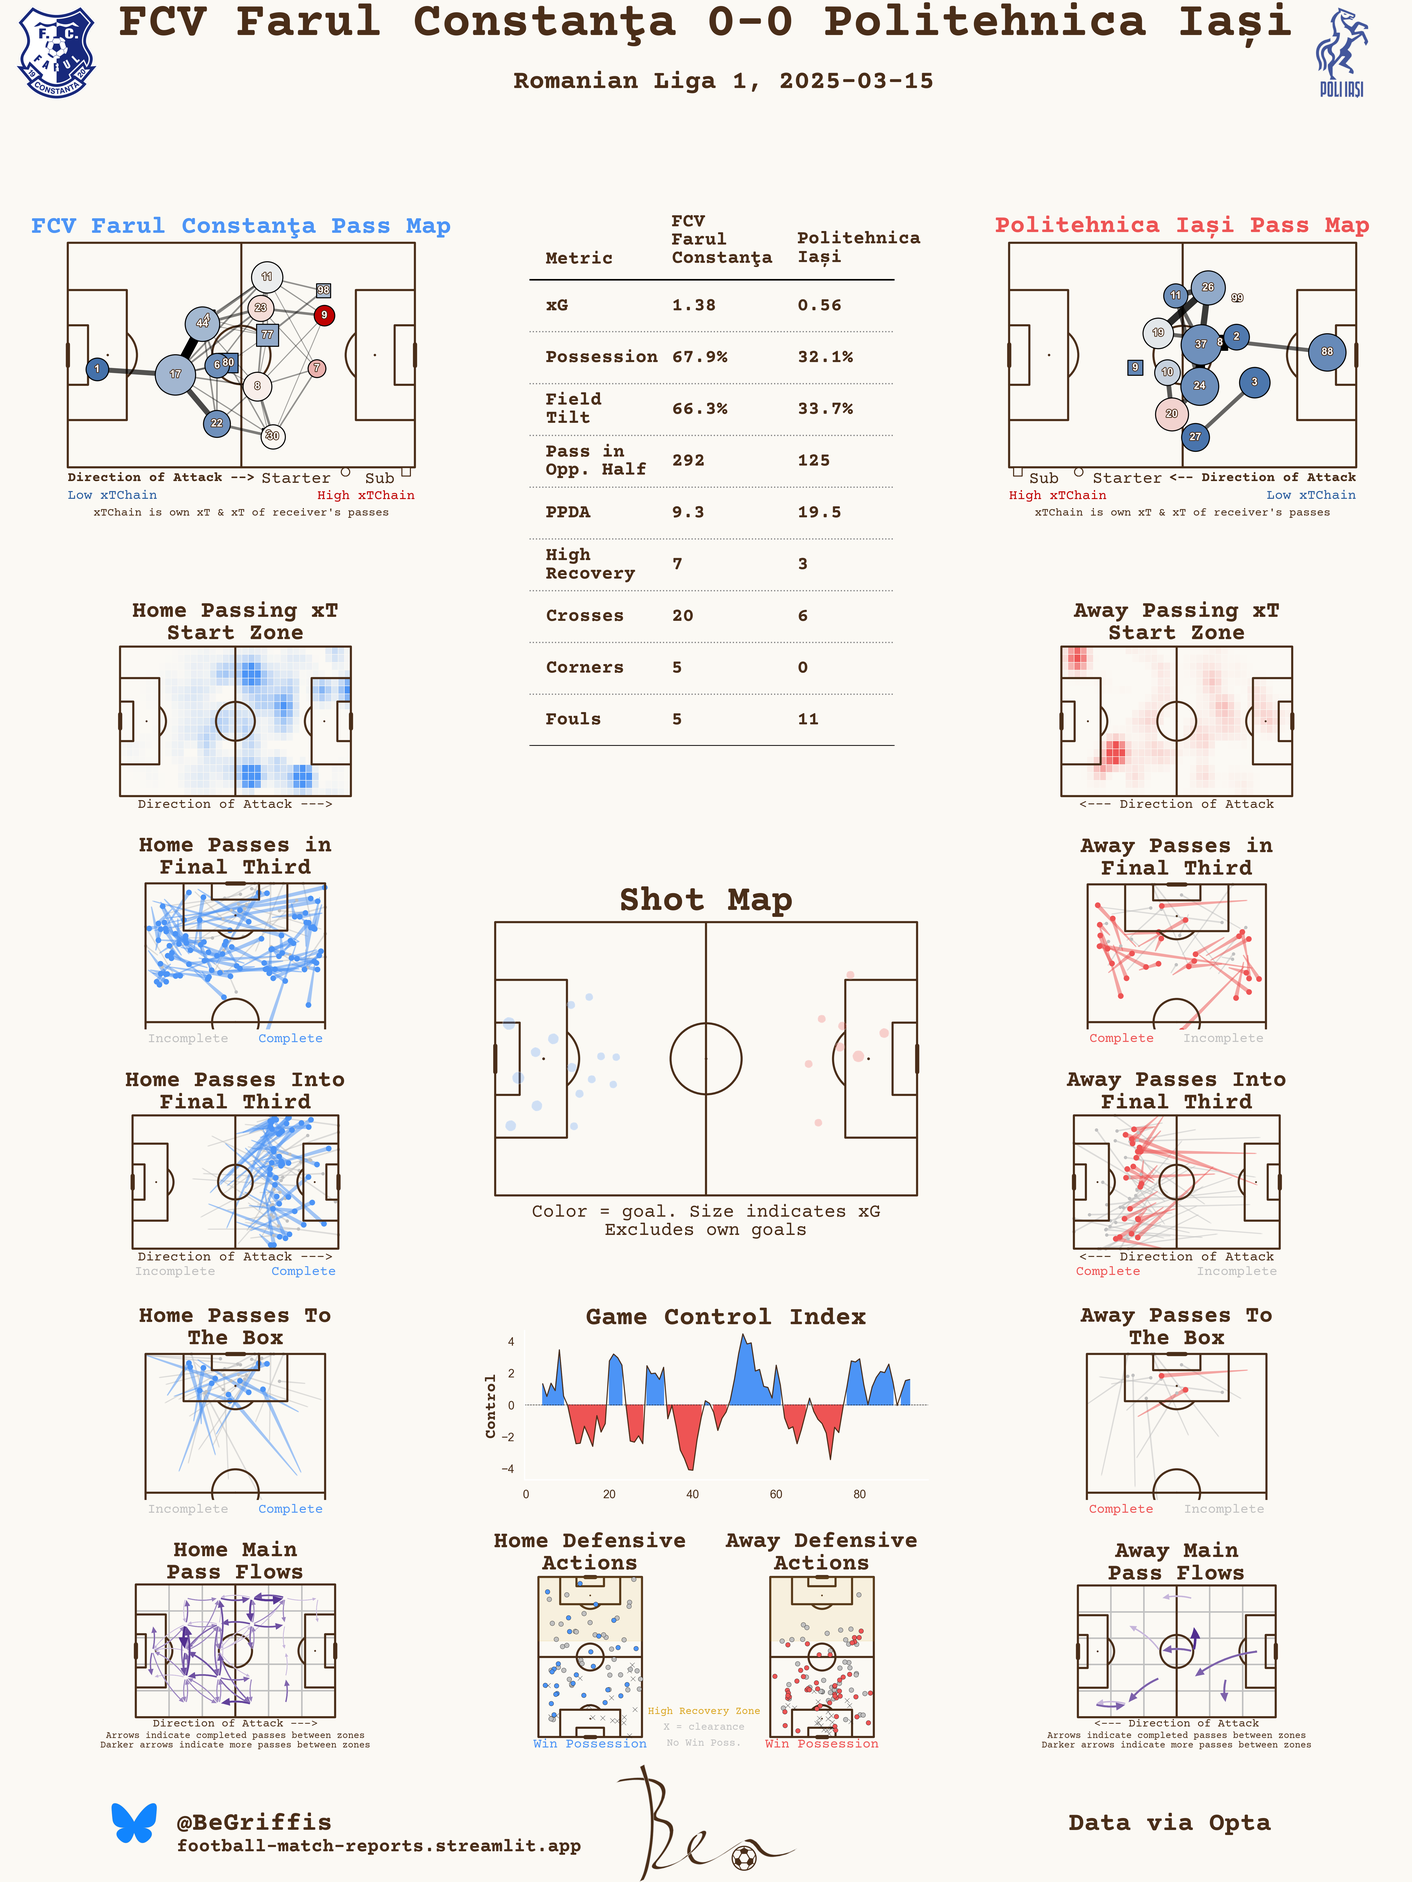 FCV Farul Constanţa 0-0 Politehnica Iași
Romanian Liga 1, 2025-03-15
F. C.
FARUL
19 20
CONSTANTA
POLI IAȘI
FCV Farul Constanţa Pass Map
11
98
23
9
44
77
6
80
1
17
7
8
22
30
Direction of Attack --> Starter Sub
Low xTChain High xTChain
xTChain is own xT & xT of receiver's passes
Metric FCV Farul Constanţa Politehnica Iași
xG 1.38 0.56
Possession 67.9% 32.1%
Field Tilt 66.3% 33.7%
Pass in Opp. Half 292 125
PPDA 9.3 19.5
High Recovery 7 3
Crosses 20 6
Corners 5 0
Fouls 5 11
Politehnica Iași Pass Map
26
11
99
19
37
8
2
88
9
10
24
3
20
27
Sub Starter <-- Direction of Attack
High xTChain Low xTChain
xTChain is own xT & xT of receiver's passes
Home Passing xT
Start Zone
Direction of Attack --->
Away Passing xT
Start Zone
<--- Direction of Attack
Home Passes in
Final Third
Incomplete Complete
Away Passes in
Final Third
Complete Incomplete
Shot Map
Color = goal. Size indicates xG
Excludes own goals
Home Passes Into
Final Third
Direction of Attack --->
Incomplete Complete
Away Passes Into
Final Third
<--- Direction of Attack
Complete Incomplete
Home Passes To
The Box
Incomplete Complete
Game Control Index
Control
4
2
0
−2
−4
0 20 40 60 80
Away Passes To
The Box
Complete Incomplete
Home Main
Pass Flows
Direction of Attack --->
Arrows indicate completed passes between zones
Darker arrows indicate more passes between zones
Home Defensive
Actions
Win Possession
Away Defensive
Actions
Win Possession
High Recovery Zone
X = clearance
No Win Poss.
Away Main
Pass Flows
<--- Direction of Attack
Arrows indicate completed passes between zones
Darker arrows indicate more passes between zones
@BeGriffis
football-match-reports.streamlit.app
Ben
Data via Opta